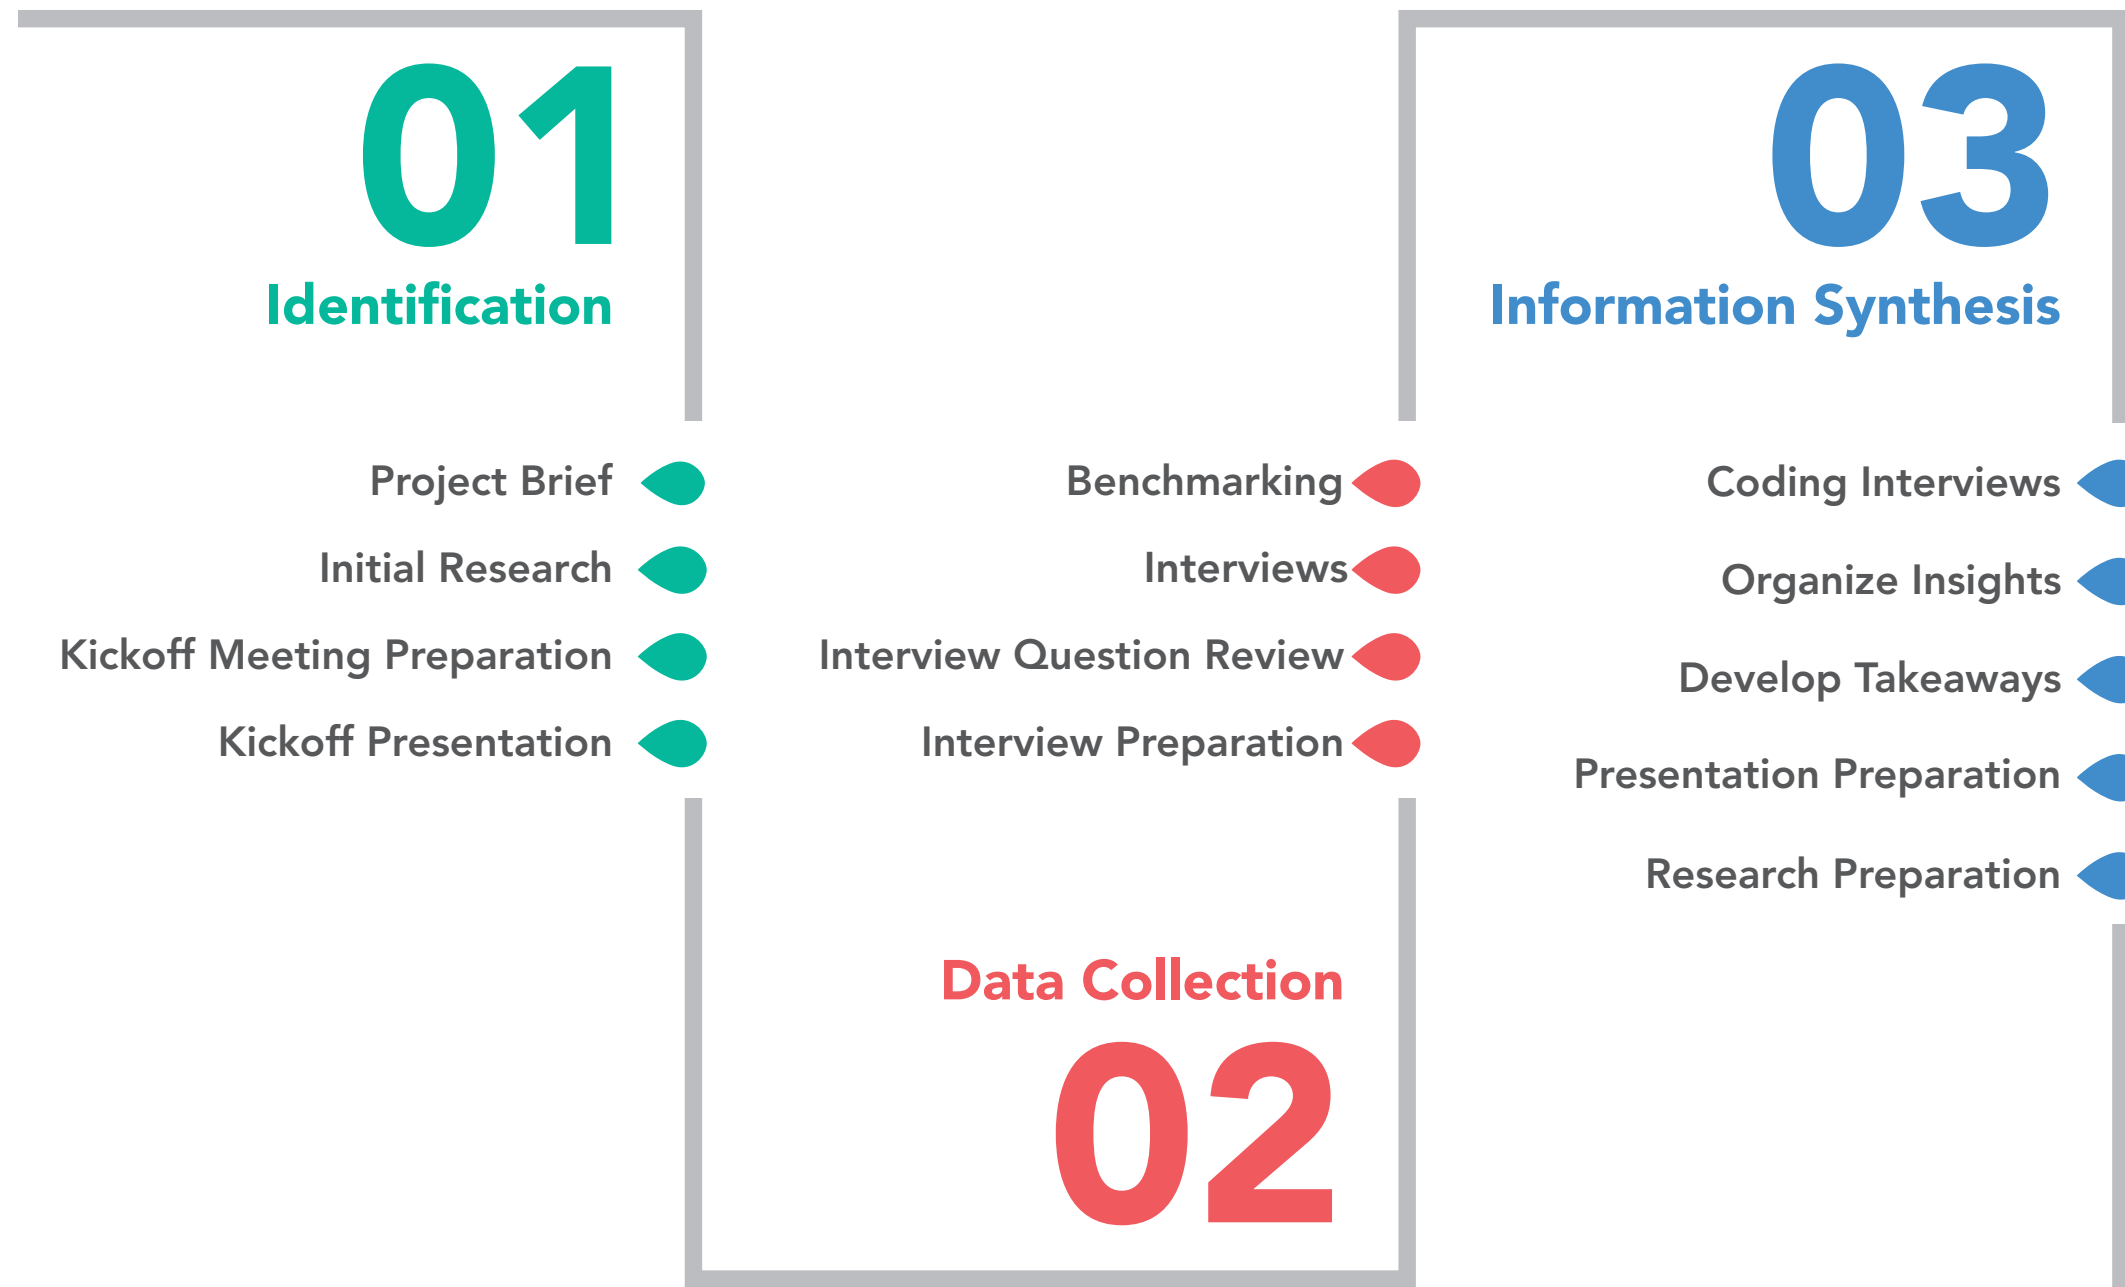 01
Identification
Project Brief
Initial Research
Kickoff Meeting Preparation
Kickoff Presentation
Benchmarking
Interviews
Interview Question Review
Interview Preparation
Data Collection
02
03
Information Synthesis
Coding Interviews
Organize Insights
Develop Takeaways
Presentation Preparation
Research Preparation